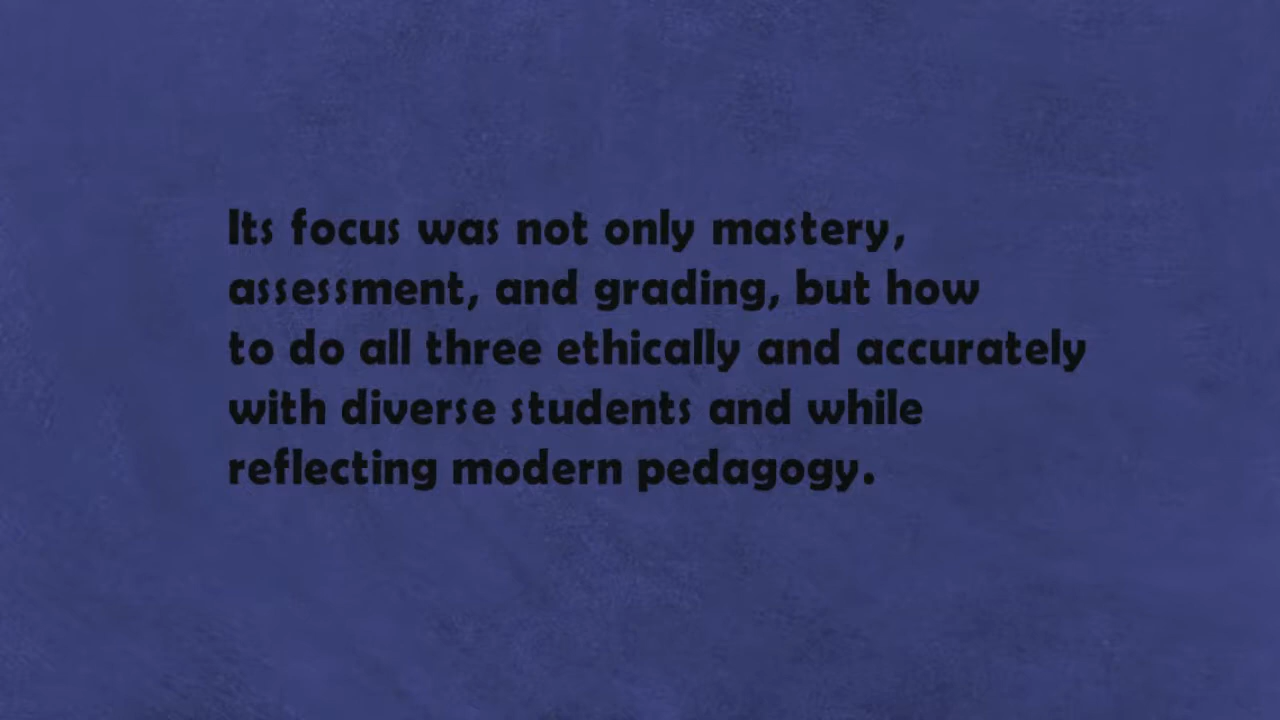 Its focus was not only mastery,
assessment, and grading, but how
to do all three ethically and accurately
with diverse students and while
reflecting modern pedagogy.